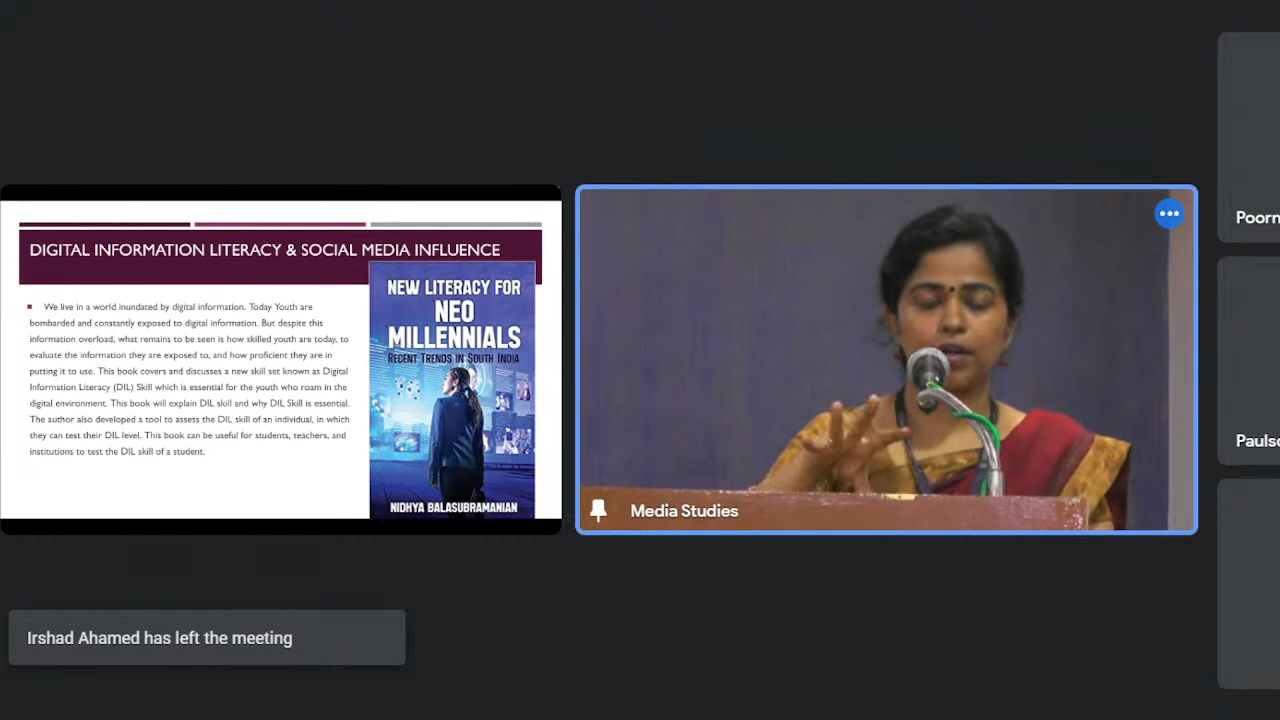 DIGITAL INFORMATION LITERACY & SOCIAL MEDIA INFLUENCE
We live in a world inundated by digital information. Today Youth are
bombarded and constantly exposed to digital information. But despite this
information overload, what remains to be seen is how skilled youth are today, to
evaluate the information they are exposed to, and how proficient they are in
putting it to use. This book covers and discusses a new skill set known as Digital
Information Literacy (DIL) Skill which is essential for the youth who roam in the
digital environment. This book will explain DIL skill and why DIL Skill is essential.
The author also developed a tool to assess the DIL skill of an individual, in which
they can test their DIL level. This book can be useful for students, teachers, and
institutions to test the DIL skill of a student.
NEW LITERACY FOR
NEO
MILLENNIALS
RECENT TRENDS IN SOUTH INDIA
NIDHYA BALASUBRAMANIAN
Media Studies
Poorn
Paulso
Irshad Ahamed has left the meeting